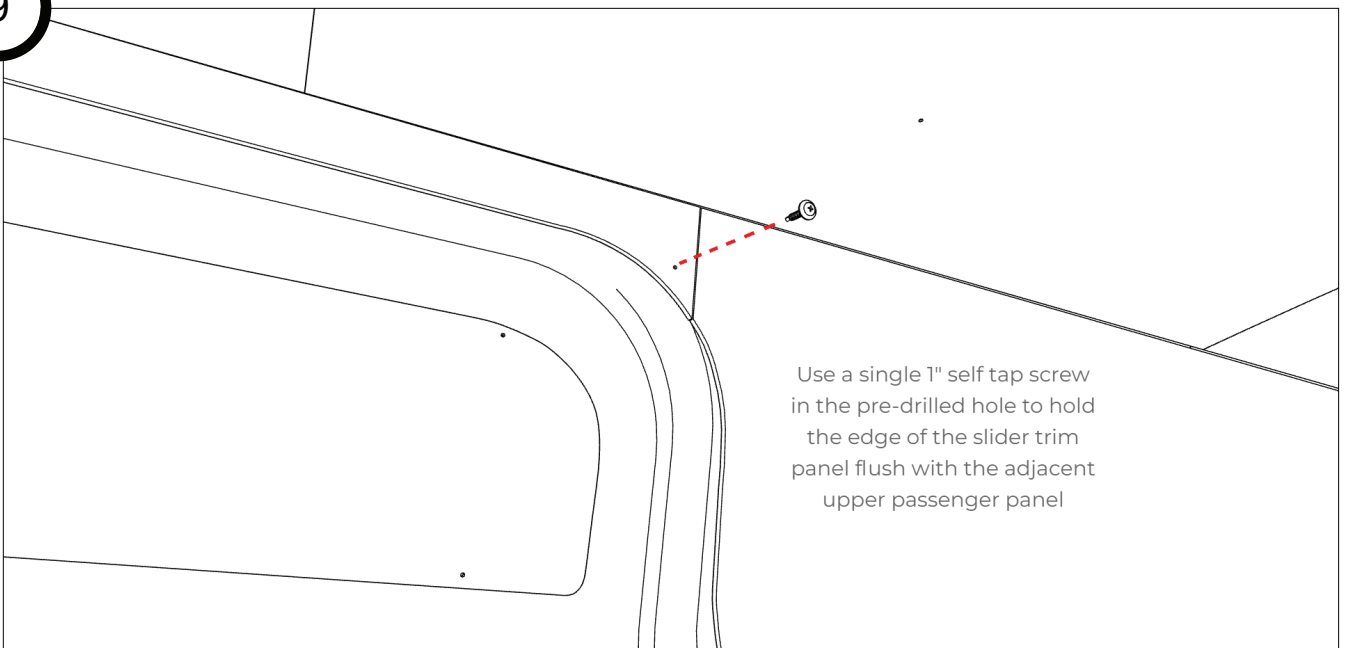 9
Use a single 1" self tap screw
in the pre-drilled hole to hold
the edge of the slider trim
panel flush with the adjacent
upper passenger panel